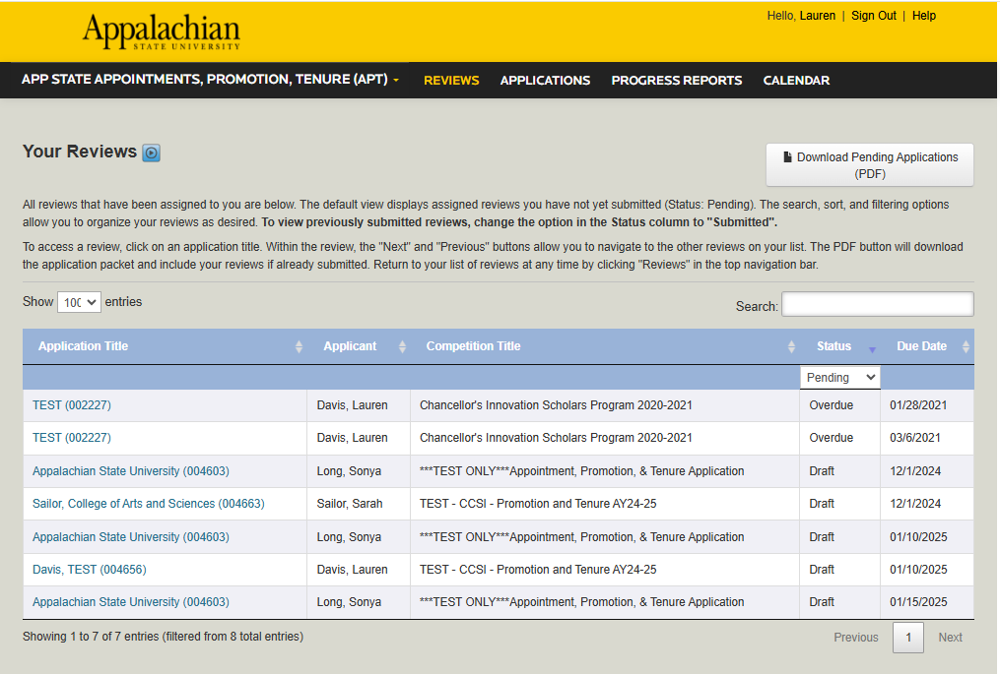 Appalachian
STATE UNIVERSITY
Hello, Lauren | Sign Out | Help
APP STATE APPOINTMENTS, PROMOTION, TENURE (APT) REVIEWS APPLICATIONS PROGRESS REPORTS CALENDAR
Your Reviews
Download Pending Applications
(PDF)
All reviews that have been assigned to you are below. The default view displays assigned reviews you have not yet submitted (Status: Pending). The search, sort, and filtering options
allow you to organize your reviews as desired. To view previously submitted reviews, change the option in the Status column to "Submitted".
To access a review, click on an application title. Within the review, the "Next" and "Previous" buttons allow you to navigate to the other reviews on your list. The PDF button will download
the application packet and include your reviews if already submitted. Return to your list of reviews at any time by clicking "Reviews" in the top navigation bar.
Show 100 entries Search:
Application Title Applicant Competition Title Status Due Date
Pending
TEST (002227) Davis, Lauren Chancellor's Innovation Scholars Program 2020-2021 Overdue 01/28/2021
TEST (002227) Davis, Lauren Chancellor's Innovation Scholars Program 2020-2021 Overdue 03/6/2021
Appalachian State University (004603) Long, Sonya ***TEST ONLY***Appointment, Promotion, & Tenure Application Draft 12/1/2024
Sailor, College of Arts and Sciences (004663) Sailor, Sarah TEST - CCSI - Promotion and Tenure AY24-25 Draft 12/1/2024
Appalachian State University (004603) Long, Sonya ***TEST ONLY***Appointment, Promotion, & Tenure Application Draft 01/10/2025
Davis, TEST (004656) Davis, Lauren TEST - CCSI - Promotion and Tenure AY24-25 Draft 01/10/2025
Appalachian State University (004603) Long, Sonya ***TEST ONLY***Appointment, Promotion, & Tenure Application Draft 01/15/2025
Showing 1 to 7 of 7 entries (filtered from 8 total entries) Previous 1 Next